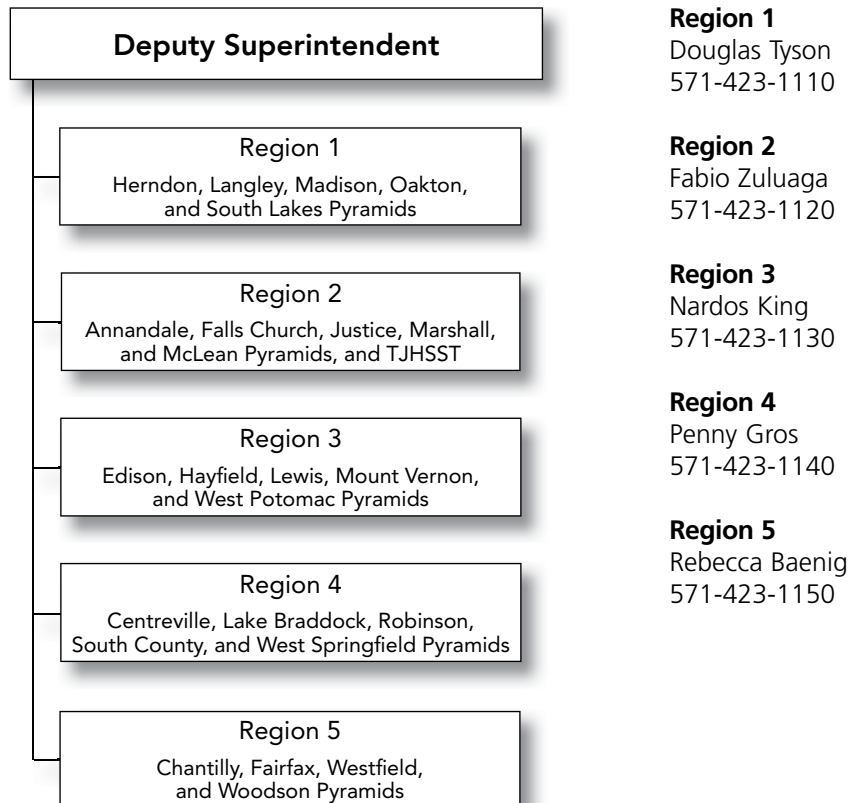 Deputy Superintendent
Region 1
Herndon, Langley, Madison, Oakton,
and South Lakes Pyramids
Region 2
Annandale, Falls Church, Justice, Marshall,
and McLean Pyramids, and TJHSST
Region 3
Edison, Hayfield, Lewis, Mount Vernon,
and West Potomac Pyramids
Region 4
Centreville, Lake Braddock, Robinson,
South County, and West Springfield Pyramids
Region 5
Chantilly, Fairfax, Westfield,
and Woodson Pyramids
Region 1
Douglas Tyson
571-423-1110
Region 2
Fabio Zuluaga
571-423-1120
Region 3
Nardos King
571-423-1130
Region 4
Penny Gros
571-423-1140
Region 5
Rebecca Baenig
571-423-1150